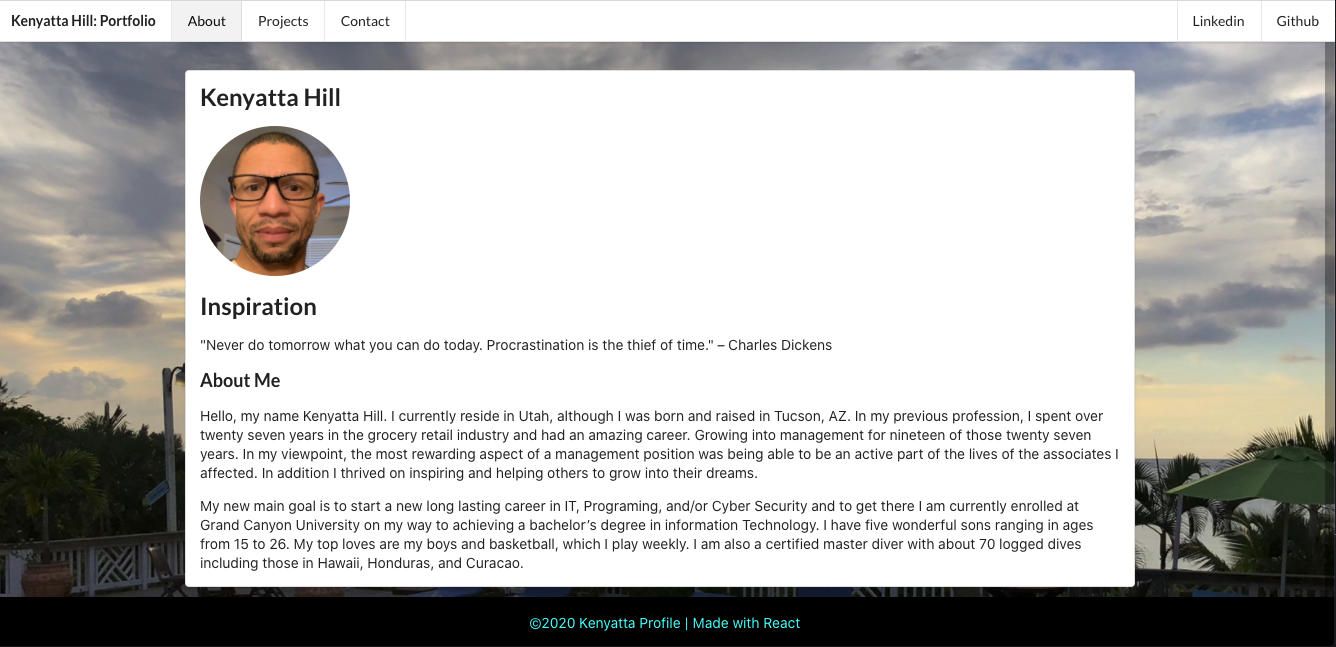 Kenyatta Hill: Portfolio About Projects Contact Linkedin Github
Kenyatta Hill
Inspiration
"Never do tomorrow what you can do today. Procrastination is the thief of time." – Charles Dickens
About Me
Hello, my name Kenyatta Hill. I currently reside in Utah, although I was born and raised in Tucson, AZ. In my previous profession, I spent over
twenty seven years in the grocery retail industry and had an amazing career. Growing into management for nineteen of those twenty seven
years. In my viewpoint, the most rewarding aspect of a management position was being able to be an active part of the lives of the associates I
affected. In addition I thrived on inspiring and helping others to grow into their dreams.
My new main goal is to start a new long lasting career in IT, Programing, and/or Cyber Security and to get there I am currently enrolled at
Grand Canyon University on my way to achieving a bachelor’s degree in information Technology. I have five wonderful sons ranging in ages
from 15 to 26. My top loves are my boys and basketball, which I play weekly. I am also a certified master diver with about 70 logged dives
including those in Hawaii, Honduras, and Curacao.
©2020 Kenyatta Profile | Made with React